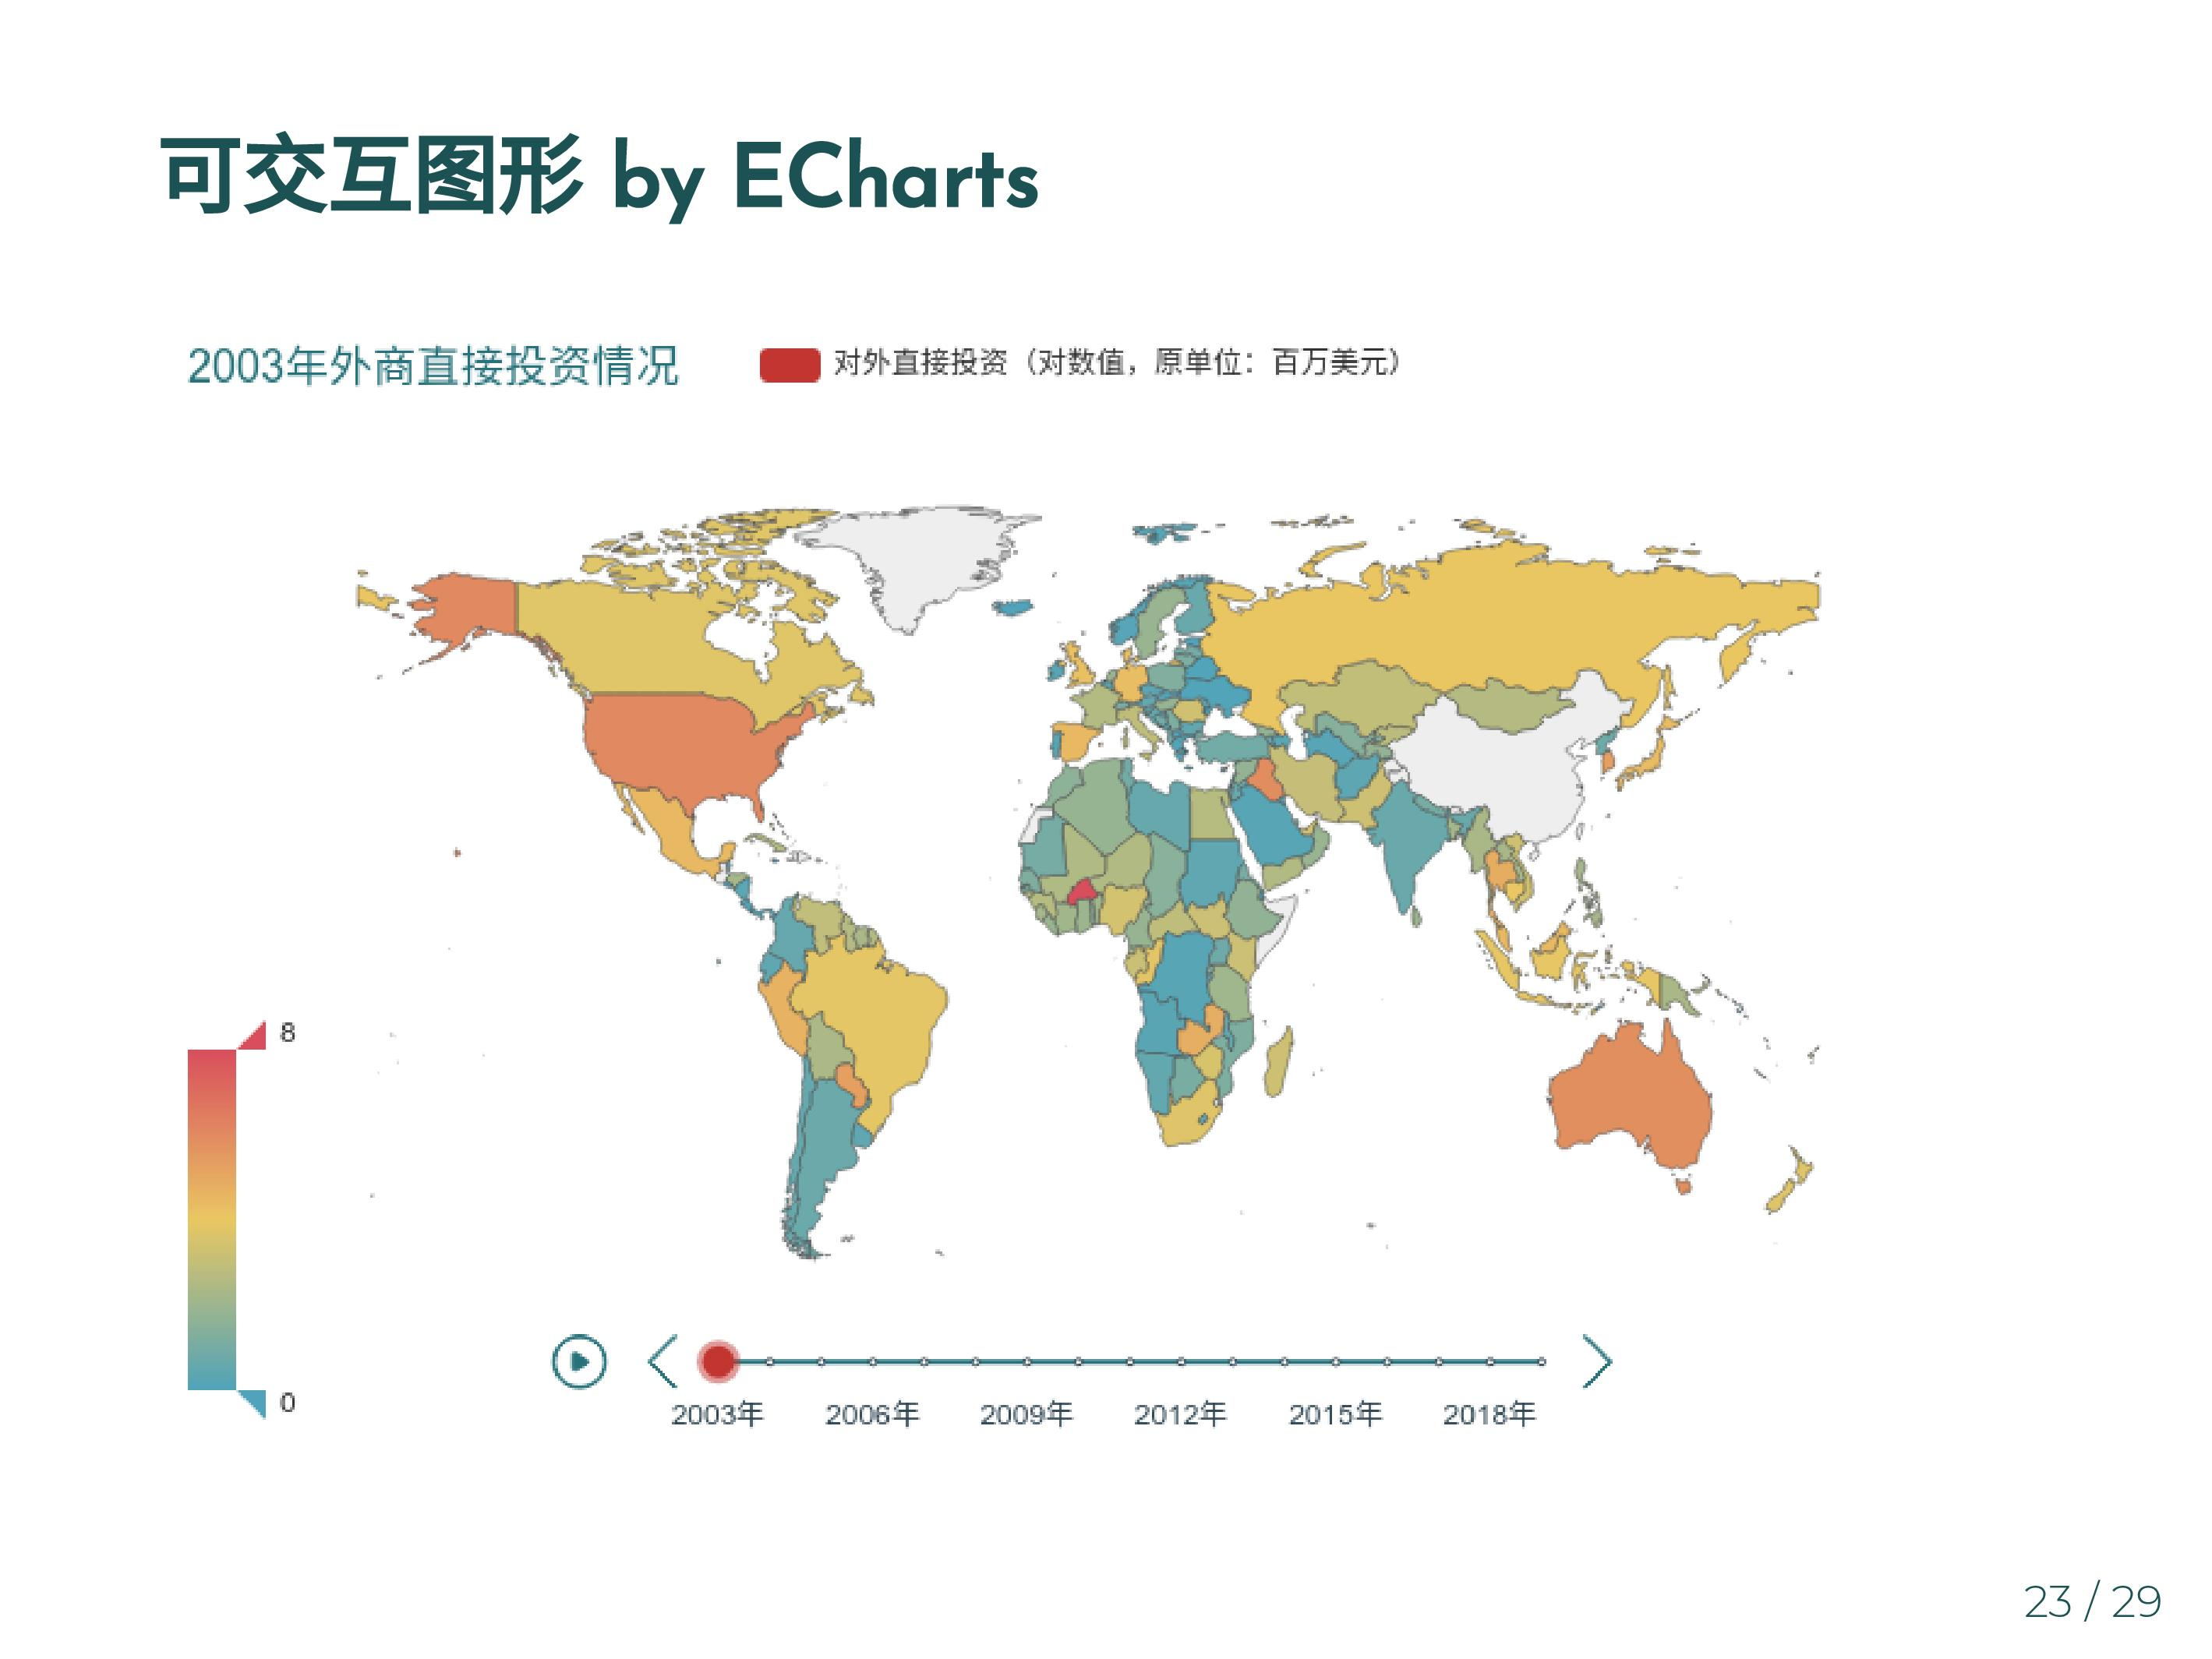 可交互图形 by ECharts
2003年外商直接投资情况
对外直接投资（对数值，原单位：百万美元）
8
0
2003年 2006年 2009年 2012年 2015年 2018年
23 / 29